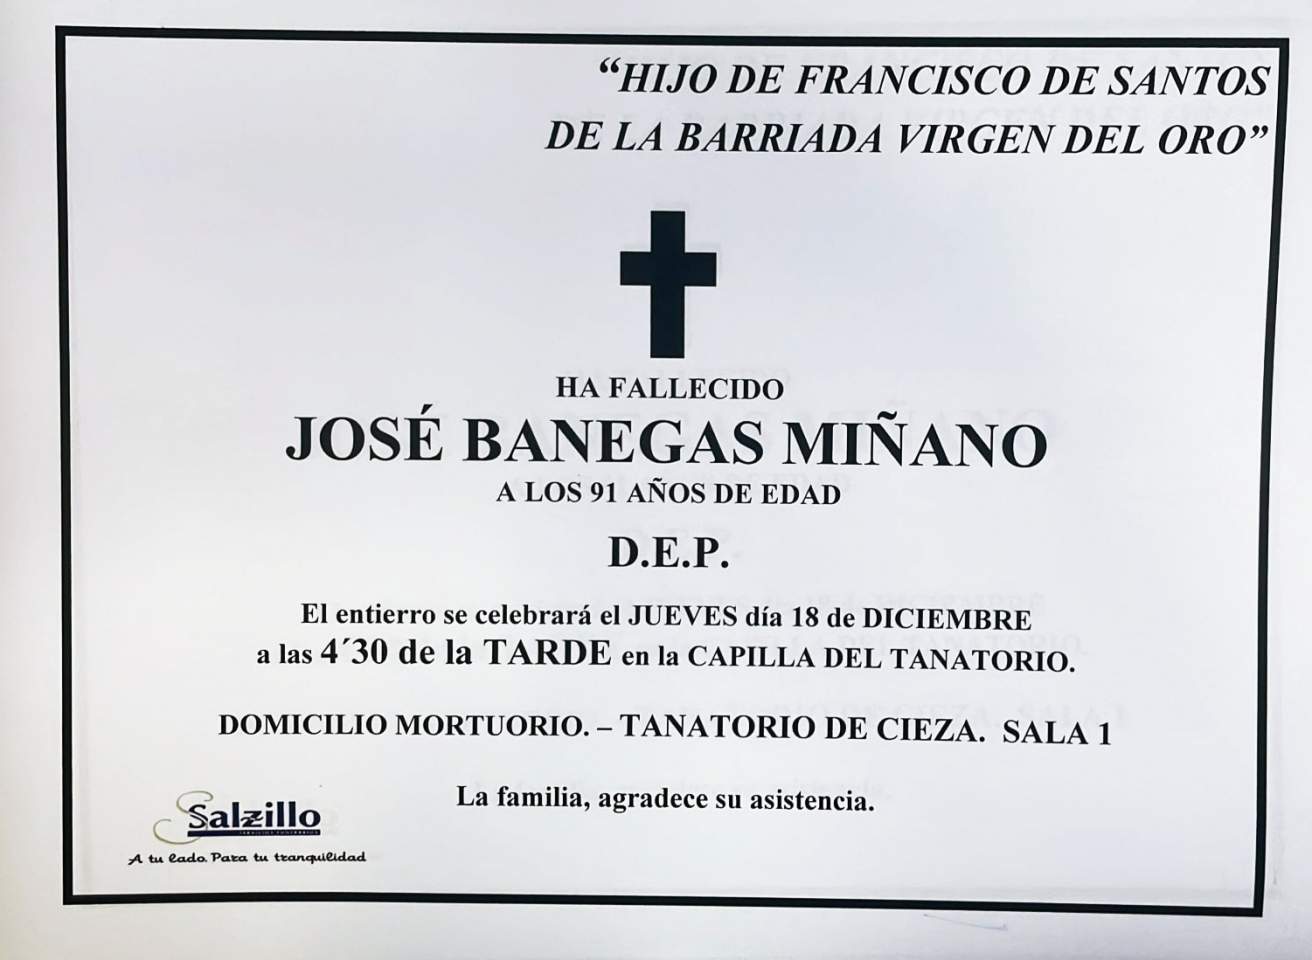 “HIJO DE FRANCISCO DE SANTOS
DE LA BARRIADA VIRGEN DEL ORO”
HA FALLECIDO
JOSÉ BANEGAS MIÑANO
A LOS 91 AÑOS DE EDAD
D.E.P.
El entierro se celebrará el JUEVES día 18 de DICIEMBRE
a las 4´30 de la TARDE en la CAPILLA DEL TANATORIO.
DOMICILIO MORTUORIO. – TANATORIO DE CIEZA. SALA 1
La familia, agradece su asistencia.
Salzillo
SERVICIOS FUNERARIOS
A tu lado. Para tu tranquilidad